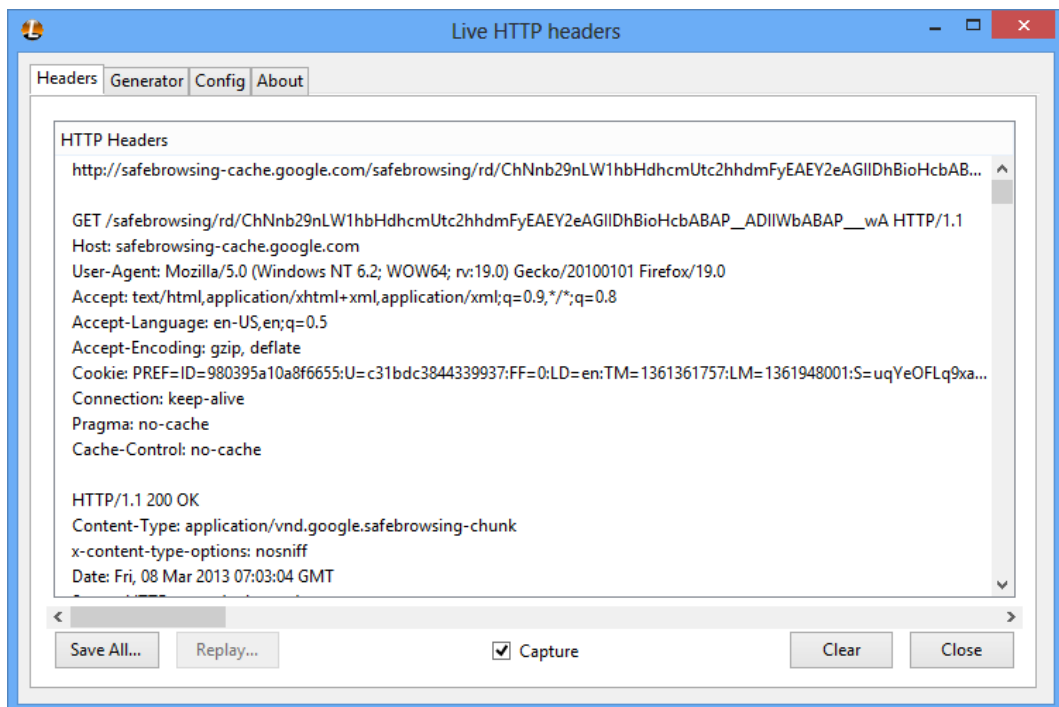 Live HTTP headers
Headers Generator Config About
HTTP Headers
http://safebrowsing-cache.google.com/safebrowsing/rd/ChNnb29nLW1hbHdhcmUtc2hhdmFyEAEY2eAGIIDhBioHcbAB...
GET /safebrowsing/rd/ChNnb29nLW1hbHdhcmUtc2hhdmFyEAEY2eAGIIDhBioHcbABAP__ADIIWbABAP___wA HTTP/1.1
Host: safebrowsing-cache.google.com
User-Agent: Mozilla/5.0 (Windows NT 6.2; WOW64; rv:19.0) Gecko/20100101 Firefox/19.0
Accept: text/html,application/xhtml+xml,application/xml;q=0.9,*/*;q=0.8
Accept-Language: en-US,en;q=0.5
Accept-Encoding: gzip, deflate
Cookie: PREF=ID=980395a10a8f6655:U=c31bdc3844339937:FF=0:LD=en:TM=1361361757:LM=1361948001:S=uqYeOFLq9xa...
Connection: keep-alive
Pragma: no-cache
Cache-Control: no-cache
HTTP/1.1 200 OK
Content-Type: application/vnd.google.safebrowsing-chunk
x-content-type-options: nosniff
Date: Fri, 08 Mar 2013 07:03:04 GMT
Save All... Replay... Capture Clear Close